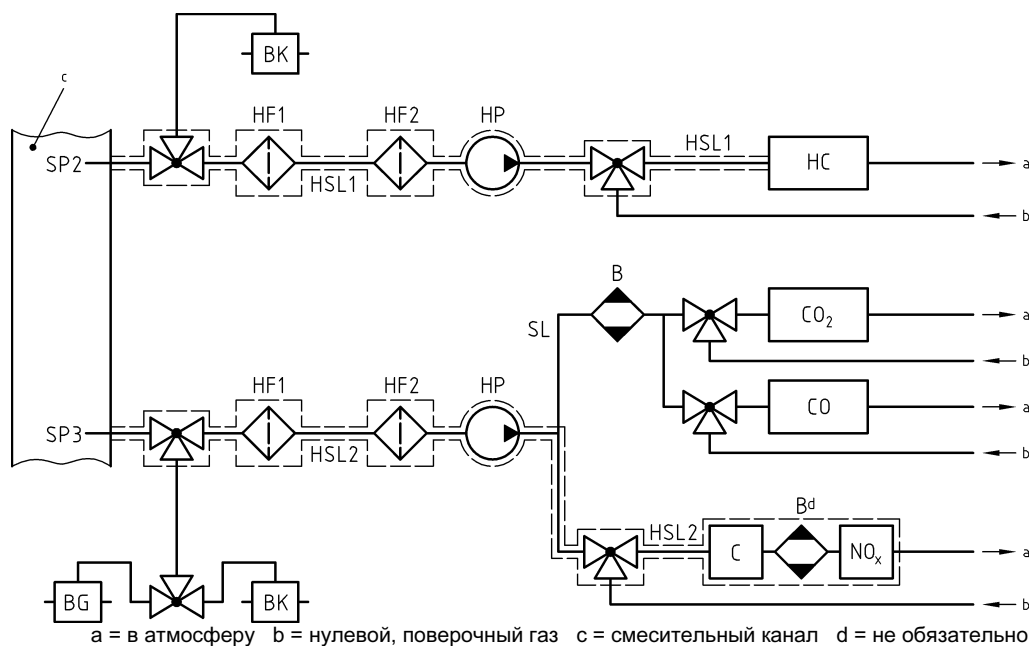 BK
c
HF1
HF2
HP
SP2
HSL1
HSL1
HC
a
b
B
SL
CO₂
a
b
HF1
HF2
HP
CO
a
SP3
HSL2
b
Bᵈ
HSL2
C
NOₓ
a
BG
BK
b
a = в атмосферу b = нулевой, поверочный газ c = смесительный канал d = не обязательно